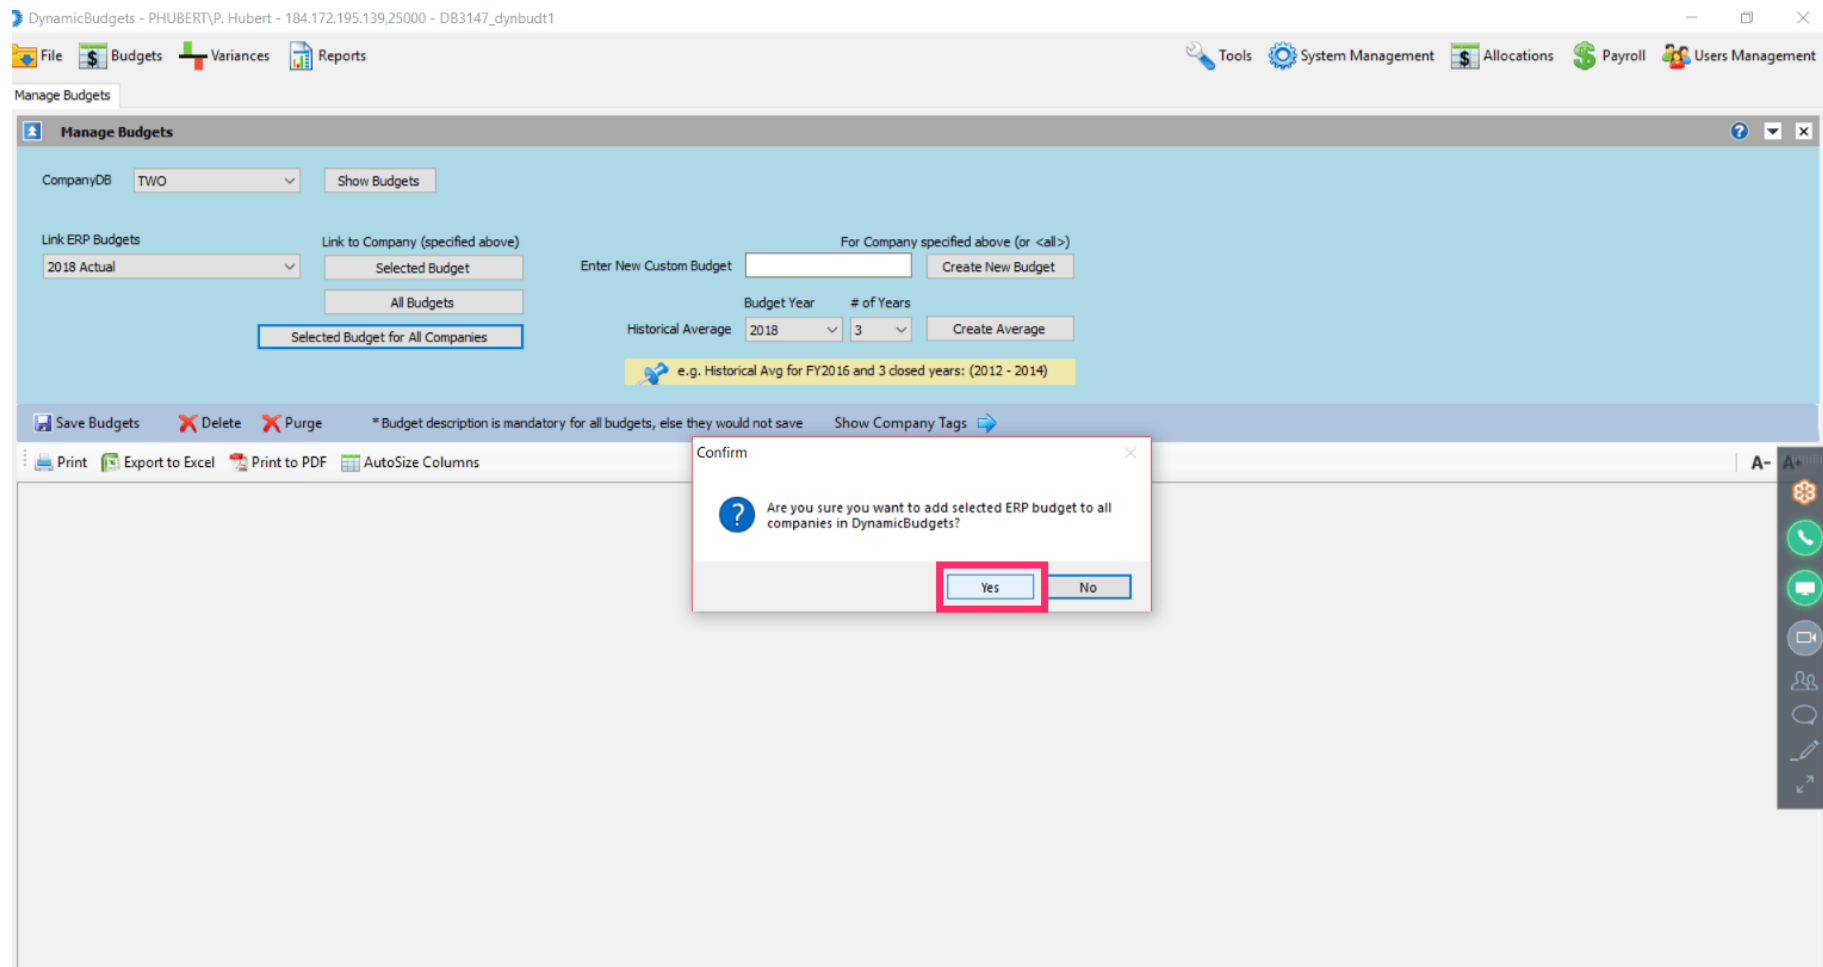 DynamicBudgets - PHUBERT\P. Hubert - 184.172.195.139,25000 - DB3147_dynbudt1
File Budgets Variances Reports Tools System Management Allocations Payroll Users Management
Manage Budgets
Manage Budgets
CompanyDB TWO Show Budgets
Link ERP Budgets Link to Company (specified above) For Company specified above (or <all>)
2018 Actual Selected Budget Enter New Custom Budget Create New Budget
All Budgets Budget Year # of Years
Selected Budget for All Companies Historical Average 2018 3 Create Average
e.g. Historical Avg for FY2016 and 3 closed years: (2012 - 2014)
Save Budgets Delete Purge * Budget description is mandatory for all budgets, else they would not save Show Company Tags
Print Export to Excel Print to PDF AutoSize Columns A- A+
Confirm
Are you sure you want to add selected ERP budget to all
companies in DynamicBudgets?
Yes No